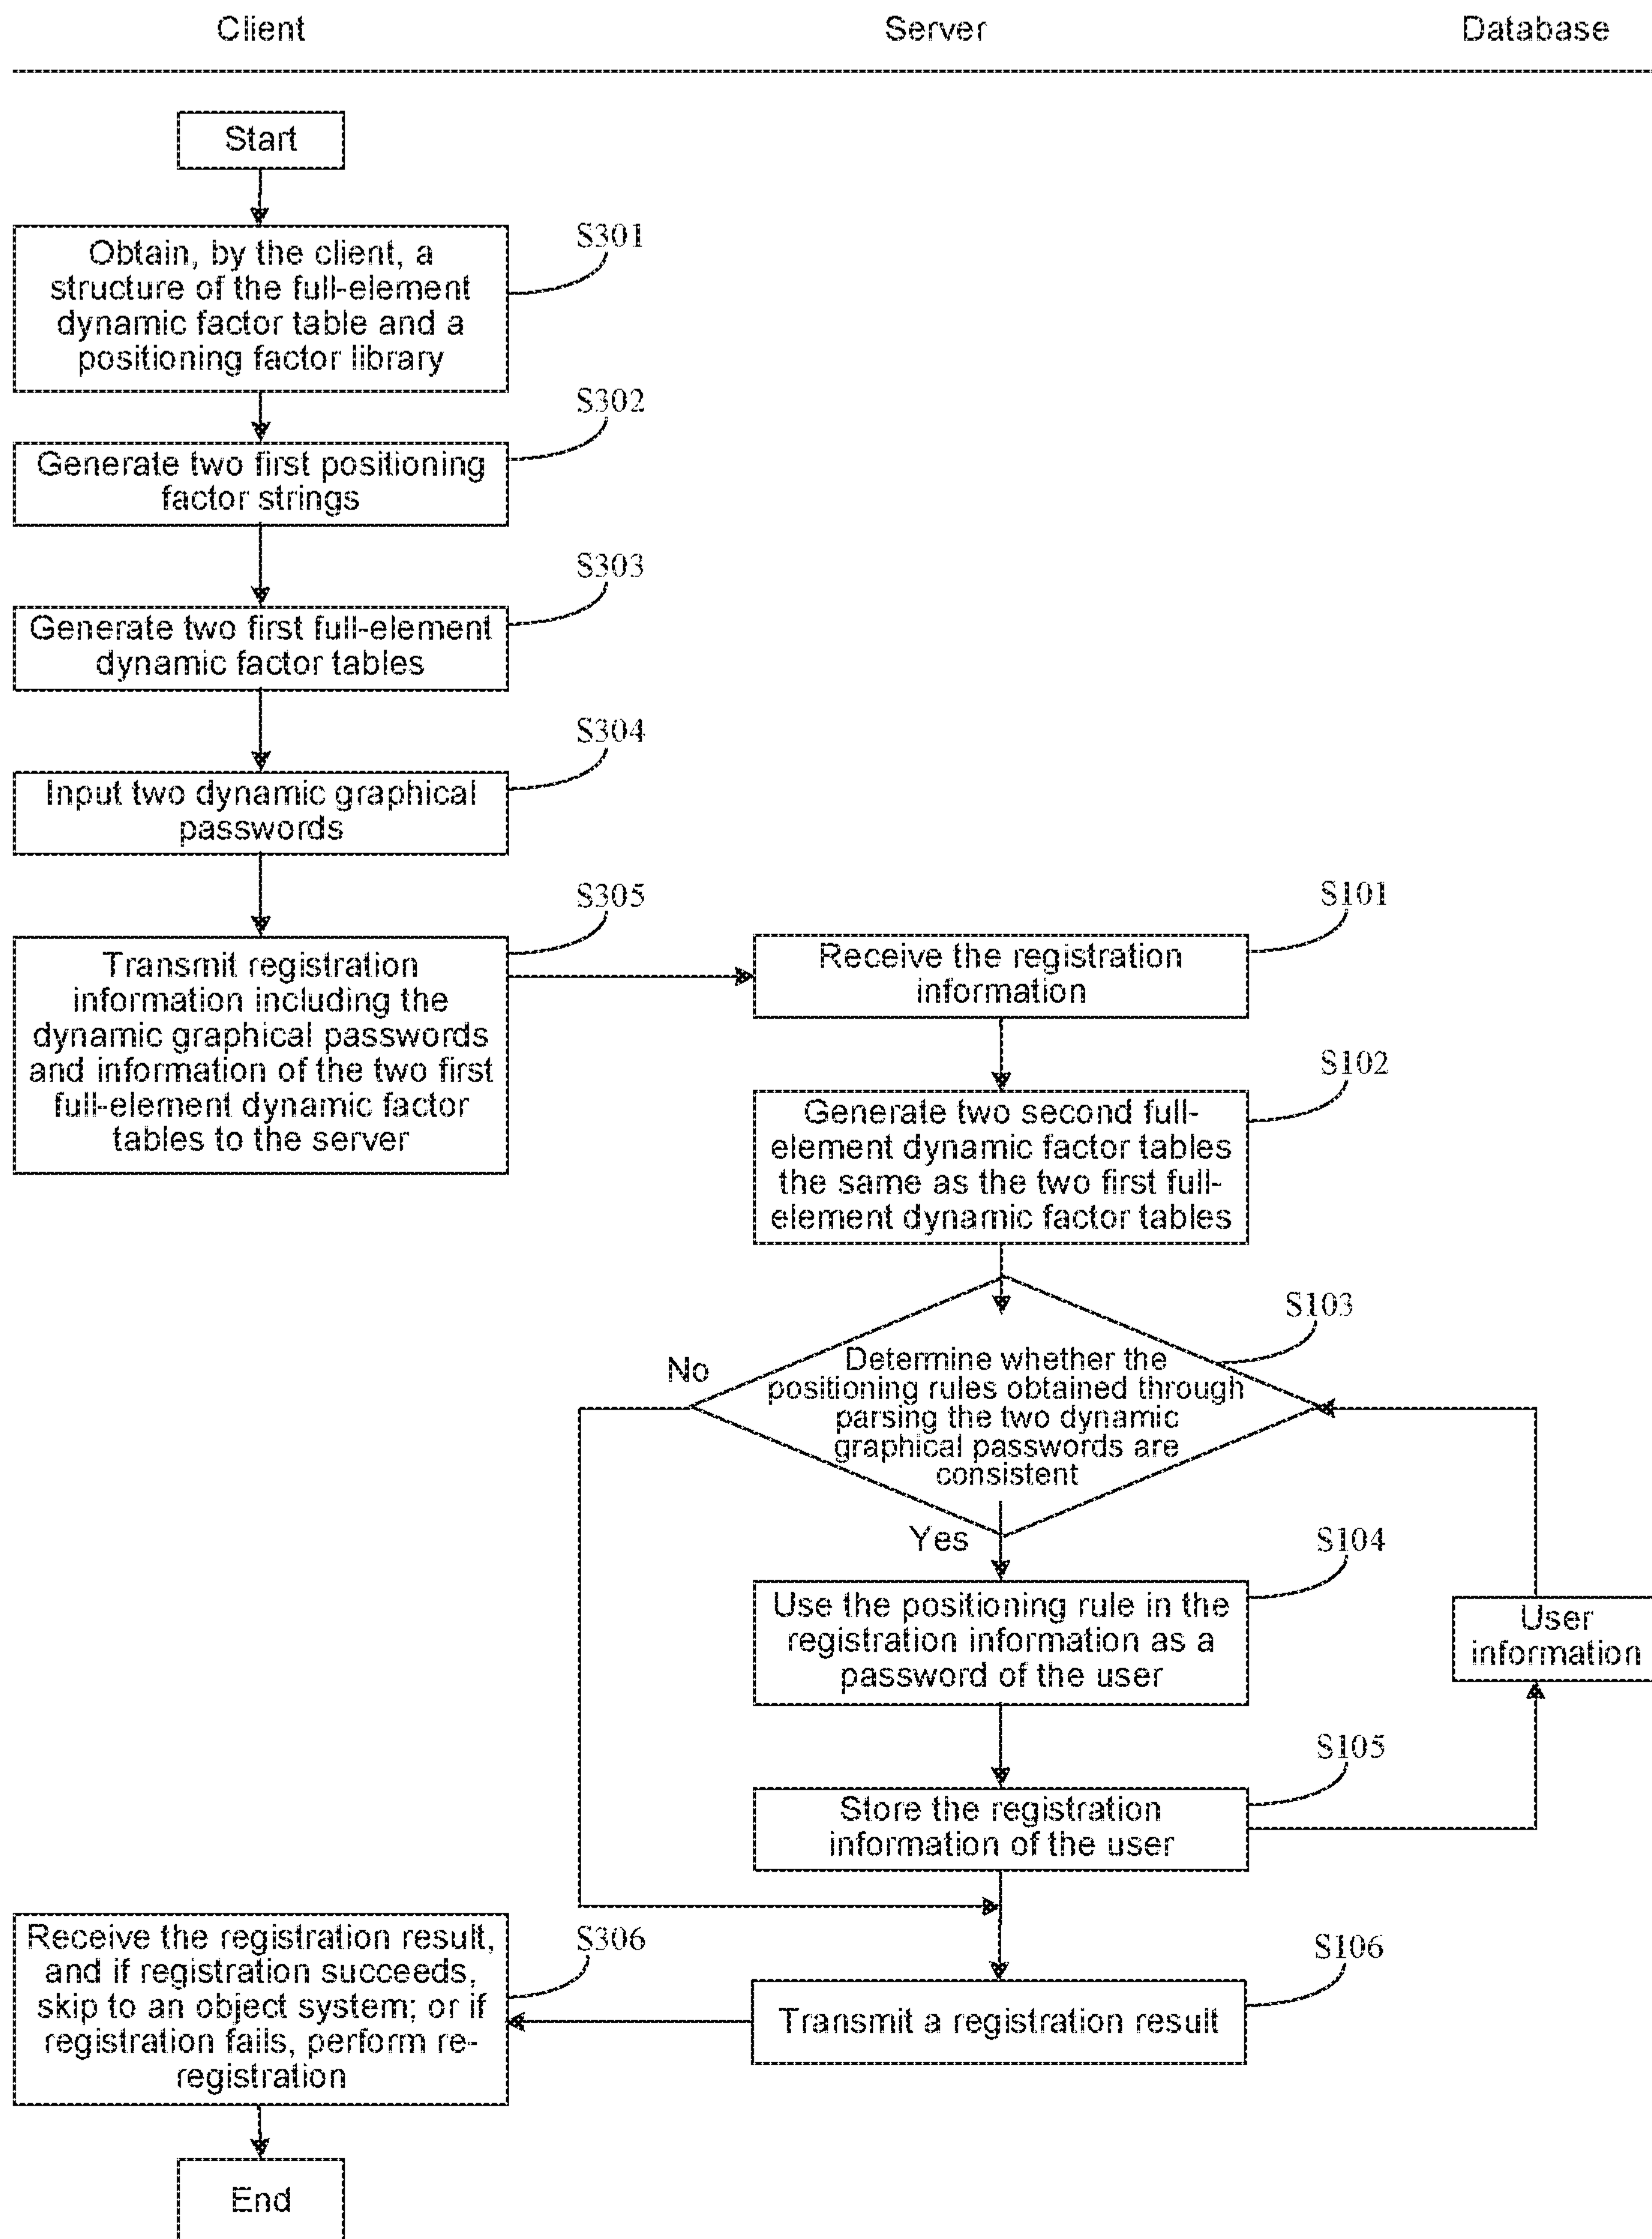 Client
Server
Database
Start
S301
Obtain, by the client, a
structure of the full-element
dynamic factor table and a
positioning factor library
S302
Generate two first positioning
factor strings
S303
Generate two first full-element
dynamic factor tables
S304
Input two dynamic graphical
passwords
S305
Transmit registration
information including the
dynamic graphical passwords
and information of the two first
full-element dynamic factor
tables to the server
S101
Receive the registration
information
S102
Generate two second full-
element dynamic factor tables
the same as the two first full-
element dynamic factor tables
S103
No
Determine whether the
positioning rules obtained through
parsing the two dynamic
graphical passwords are
consistent
Yes
S104
Use the positioning rule in the
registration information as a
password of the user
User
information
S105
Store the registration
information of the user
S306
Receive the registration result,
and if registration succeeds,
skip to an object system; or if
registration fails, perform re-
registration
S106
Transmit a registration result
End